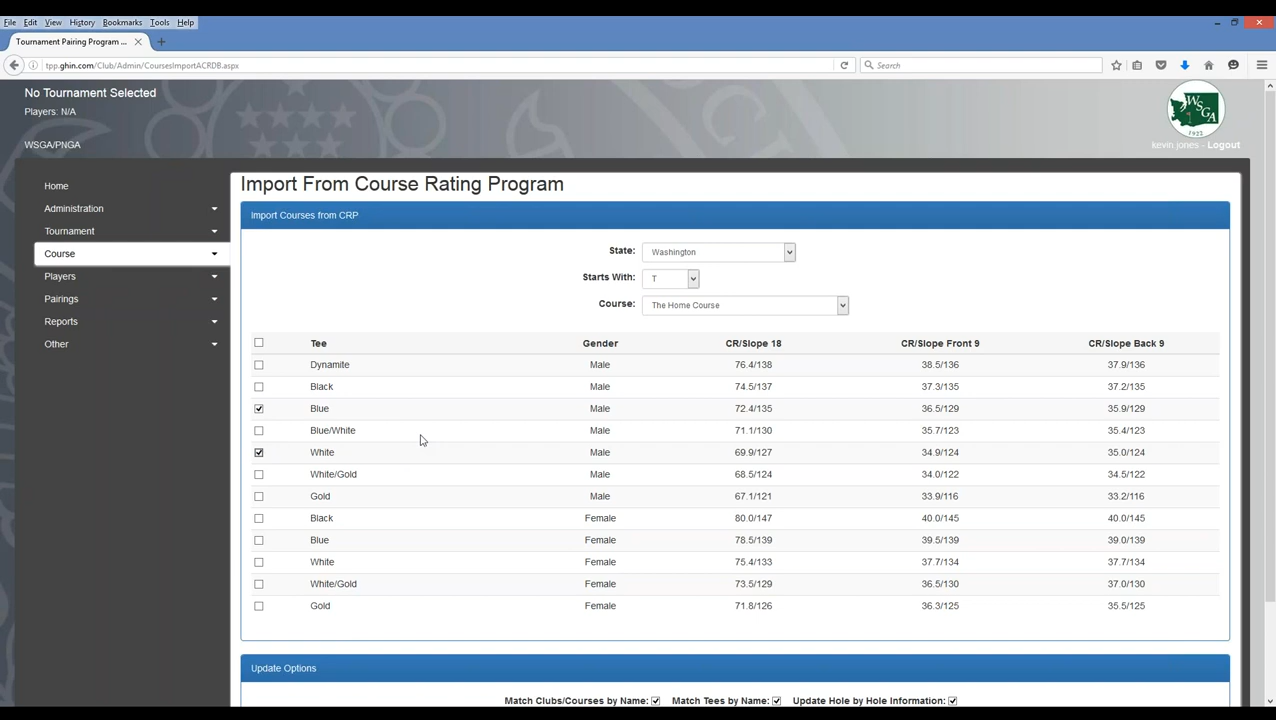 File Edit View History Bookmarks Tools Help
Tournament Pairing Program ...
tpp.ghin.com/Club/Admin/CoursesImportACRDB.aspx
Search
No Tournament Selected
Players: N/A
WSGA/PNGA
WSGA
1922
kevin jones - Logout
Home
Administration
Tournament
Course
Players
Pairings
Reports
Other
Import From Course Rating Program
Import Courses from CRP
State: Washington
Starts With: T
Course: The Home Course
Tee Gender CR/Slope 18 CR/Slope Front 9 CR/Slope Back 9
Dynamite Male 76.4/138 38.5/136 37.9/136
Black Male 74.5/137 37.3/135 37.2/135
Blue Male 72.4/135 36.5/129 35.9/129
Blue/White Male 71.1/130 35.7/123 35.4/123
White Male 69.9/127 34.9/124 35.0/124
White/Gold Male 68.5/124 34.0/122 34.5/122
Gold Male 67.1/121 33.9/116 33.2/116
Black Female 80.0/147 40.0/145 40.0/145
Blue Female 78.5/139 39.5/139 39.0/139
White Female 75.4/133 37.7/134 37.7/134
White/Gold Female 73.5/129 36.5/130 37.0/130
Gold Female 71.8/126 36.3/125 35.5/125
Update Options
Match Clubs/Courses by Name: Match Tees by Name: Update Hole by Hole Information: